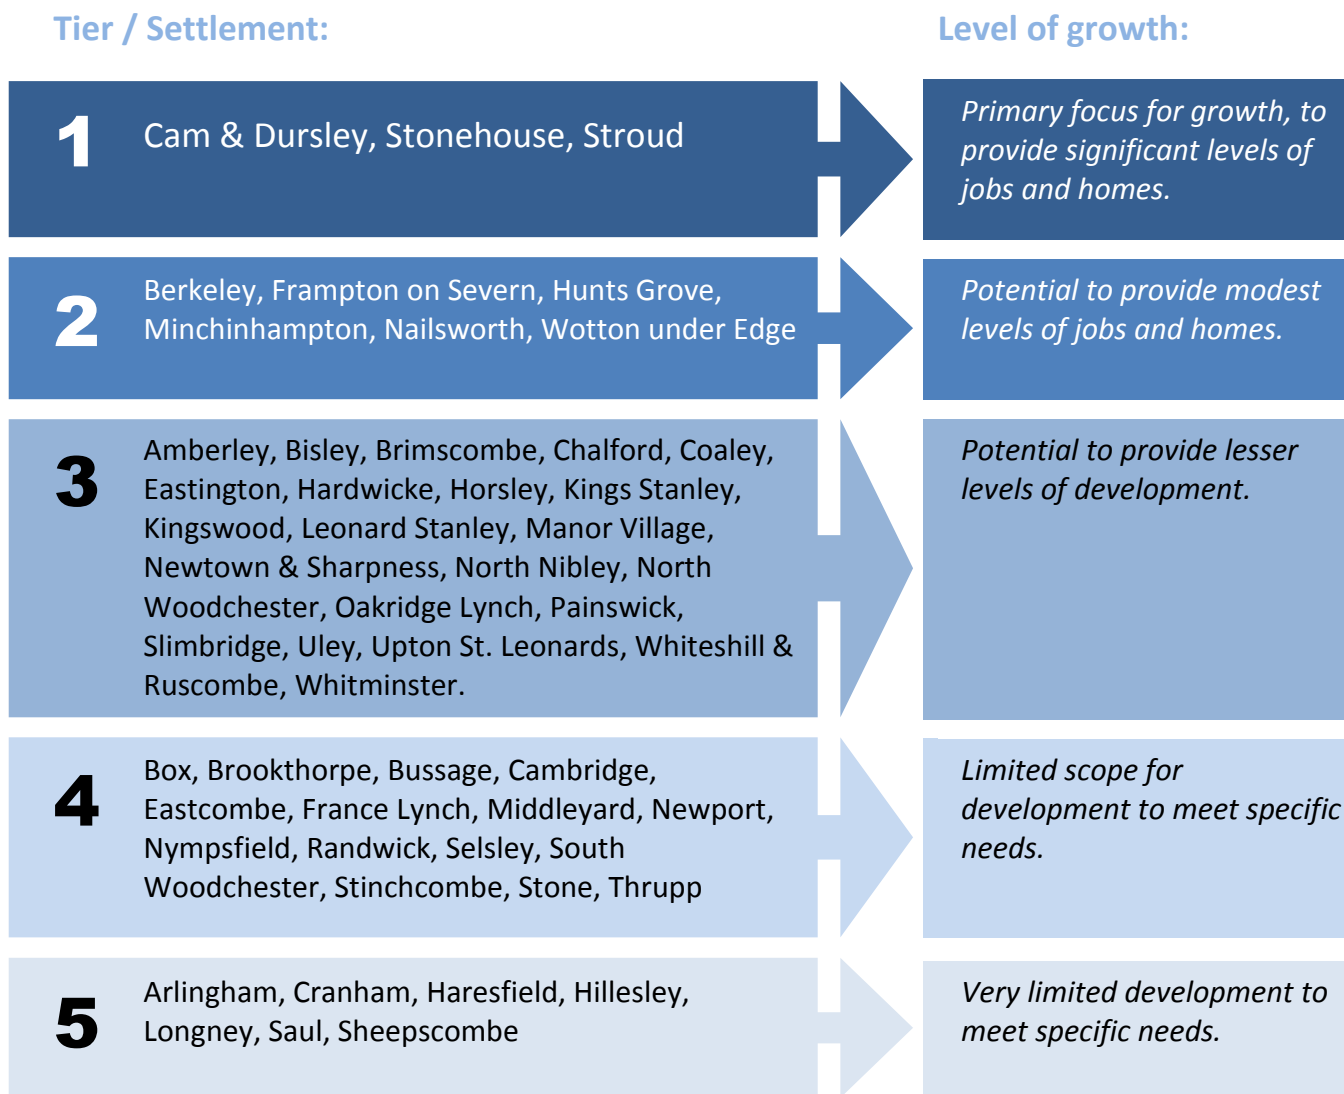 Tier / Settlement:
Level of growth:
1
Cam & Dursley, Stonehouse, Stroud
Primary focus for growth, to
provide significant levels of
jobs and homes.
2
Berkeley, Frampton on Severn, Hunts Grove,
Minchinhampton, Nailsworth, Wotton under Edge
Potential to provide modest
levels of jobs and homes.
3
Amberley, Bisley, Brimscombe, Chalford, Coaley,
Eastington, Hardwicke, Horsley, Kings Stanley,
Kingswood, Leonard Stanley, Manor Village,
Newtown & Sharpness, North Nibley, North
Woodchester, Oakridge Lynch, Painswick,
Slimbridge, Uley, Upton St. Leonards, Whiteshill &
Ruscombe, Whitminster.
Potential to provide lesser
levels of development.
4
Box, Brookthorpe, Bussage, Cambridge,
Eastcombe, France Lynch, Middleyard, Newport,
Nympsfield, Randwick, Selsley, South
Woodchester, Stinchcombe, Stone, Thrupp
Limited scope for
development to meet specific
needs.
5
Arlingham, Cranham, Haresfield, Hillesley,
Longney, Saul, Sheepscombe
Very limited development to
meet specific needs.